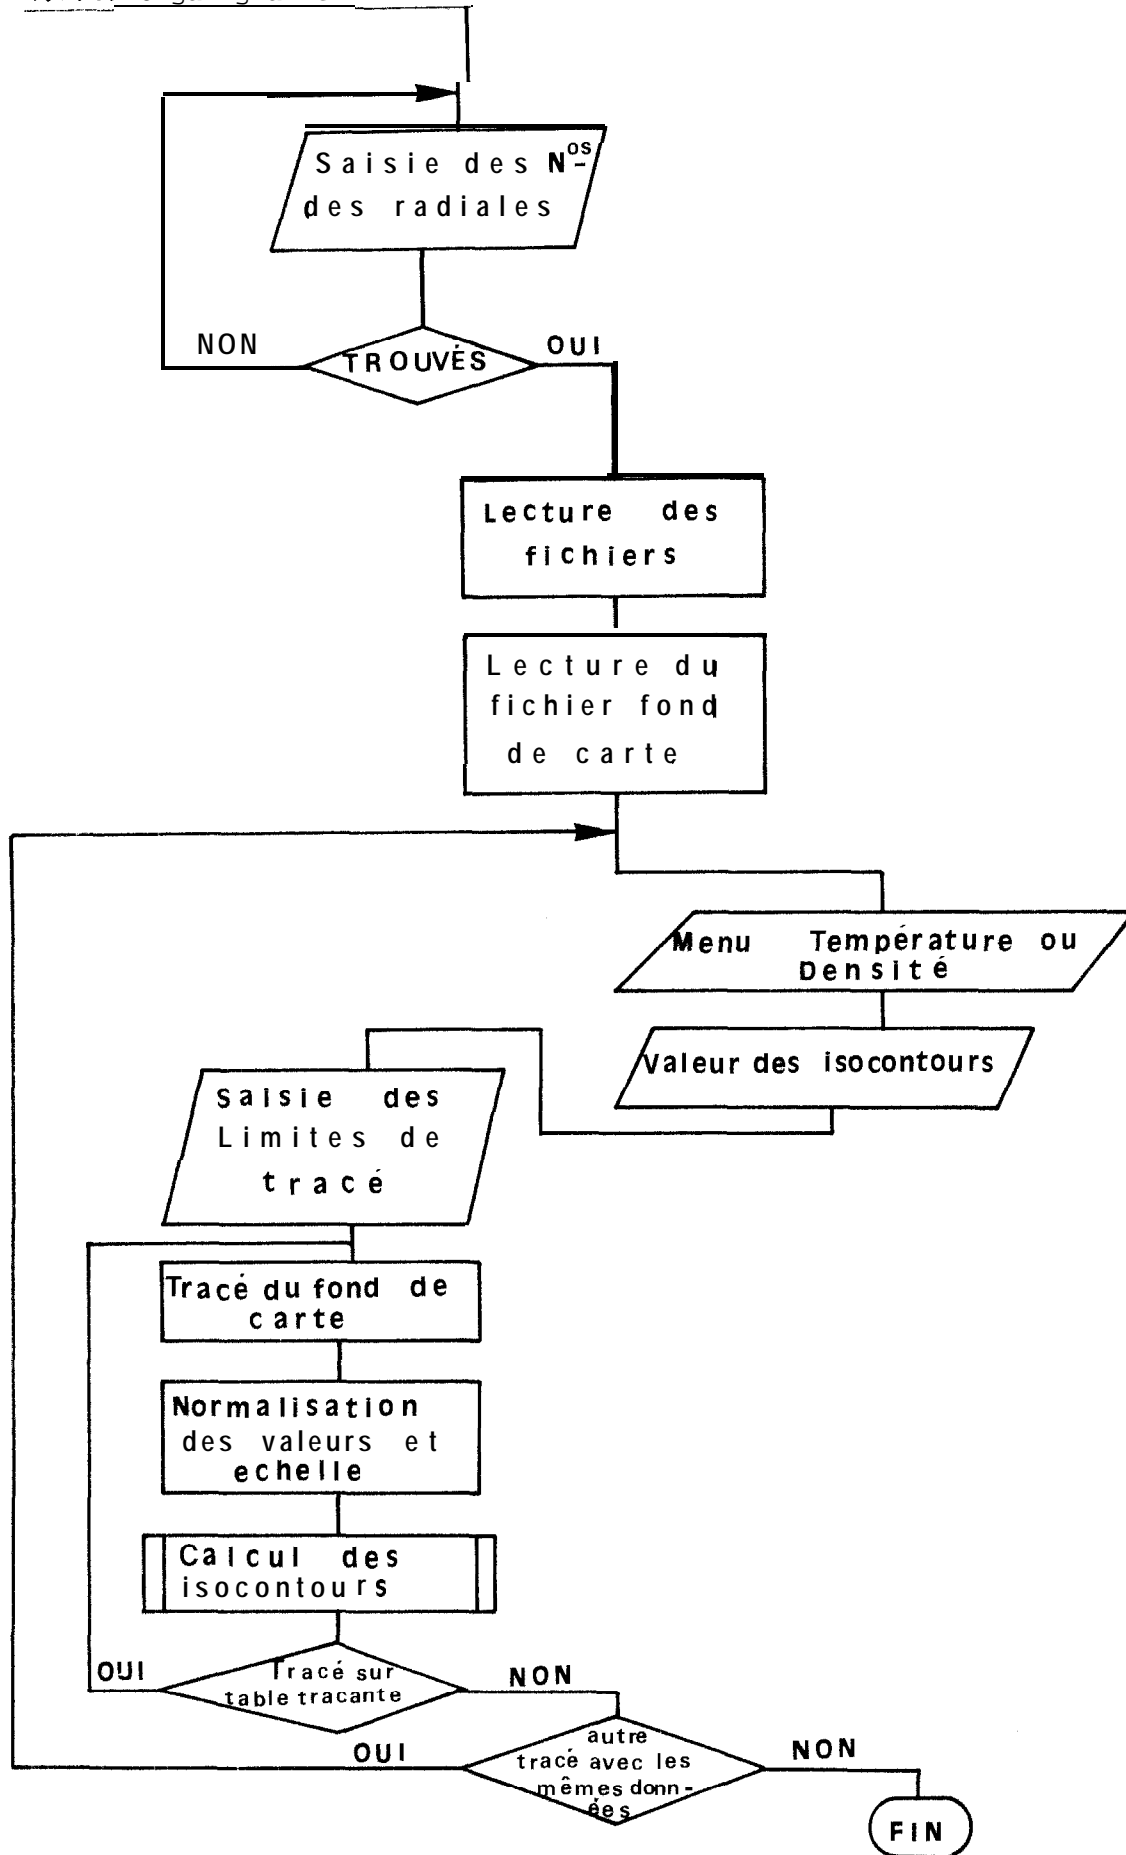 Saisie des Nos
des radiales
NON
TROUVÉS
OUI
Lecture des
fichiers
Lecture du
fichier fond
de carte
Menu Température ou
Densité
Valeur des isocontours
Saisie des
Limites de
tracé
Tracé du fond de
carte
Normalisation
des valeurs et
echelle
Calcul des
isocontours
OUI
Tracé sur
table tracante
NON
OUI
autre
tracé avec les
mêmes donn-
ées
NON
FIN